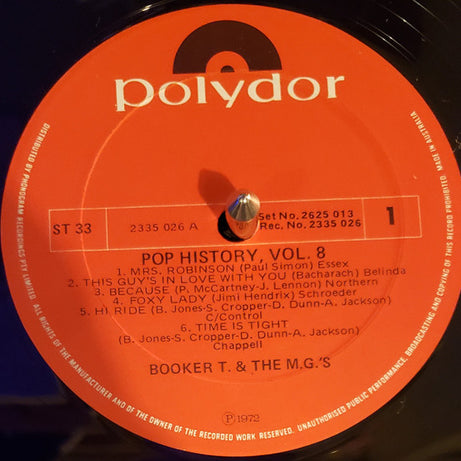 polydor
ST 33
2335 026 A
Set No. 2625 013
Rec. No. 2335 026
1
POP HISTORY, VOL. 8
1. MRS. ROBINSON (Paul Simon) Essex
2. THIS GUY'S IN LOVE WITH YOU (Bacharach) Belinda
3. BECAUSE (P. McCartney-J. Lennon) Northern
4. FOXY LADY (Jimi Hendrix) Schroeder
5. HI RIDE (B. Jones-S. Cropper-D. Dunn-A. Jackson)
C/Control
6. TIME IS TIGHT
(B. Jones-S. Cropper-D. Dunn-A. Jackson)
Chappell
BOOKER T. & THE M.G.'S
Ⓟ 1972
DISTRIBUTED BY PHONOGRAM RECORDINGS PTY. LIMITED. ALL RIGHTS OF THE MANUFACTURER AND OF THE OWNER OF THE RECORDED WORK RESERVED. UNAUTHORISED PUBLIC PERFORMANCE, BROADCASTING AND COPYING OF THIS RECORD PROHIBITED. MADE IN AUSTRALIA